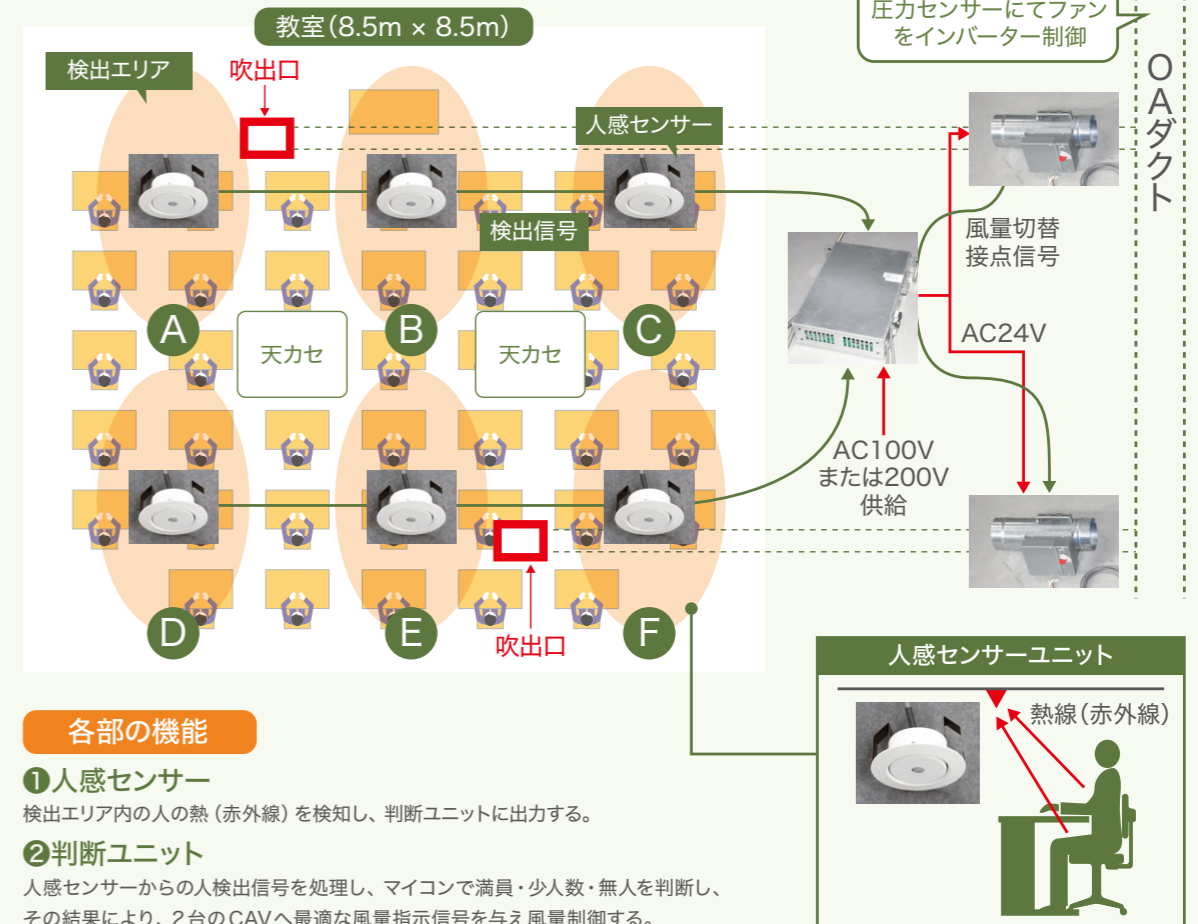 圧力センサーにてファン
をインバーター制御
教室(8.5m × 8.5m)
検出エリア
吹出口
人感センサー
OAダクト
検出信号
風量切替
接点信号
A
B
C
天カセ
天カセ
AC24V
AC100V
または200V
供給
D
E
F
吹出口
人感センサーユニット
熱線(赤外線)
各部の機能
❶人感センサー
検出エリア内の人の熱(赤外線)を検知し、判断ユニットに出力する。
❷判断ユニット
人感センサーからの人検出信号を処理し、マイコンで満員・少人数・無人を判断し、
その結果により、2台のCAVへ最適な風量指示信号を与え風量制御する。